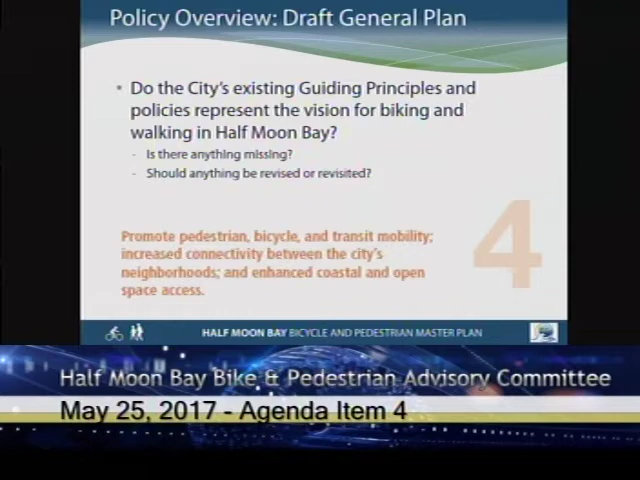 Policy Overview: Draft General Plan
• Do the City's existing Guiding Principles and
policies represent the vision for biking and
walking in Half Moon Bay?
- Is there anything missing?
- Should anything be revised or revisited?
Promote pedestrian, bicycle, and transit mobility;
increased connectivity between the city's
neighborhoods; and enhanced coastal and open
space access.
4
HALF MOON BAY BICYCLE AND PEDESTRIAN MASTER PLAN
Half Moon Bay Bike & Pedestrian Advisory Committee
May 25, 2017 - Agenda Item 4